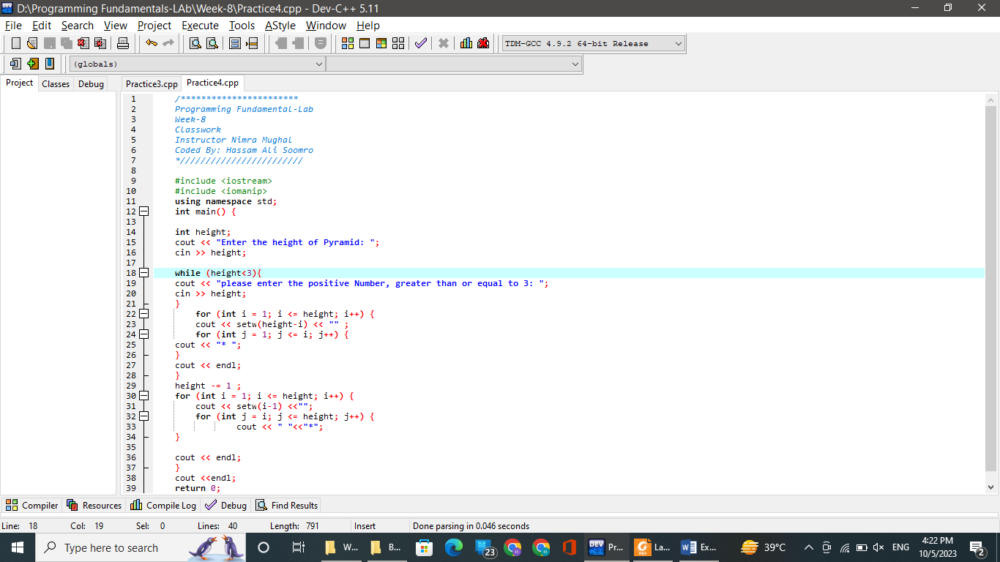 D:\Programming Fundamentals-LAb\Week-8\Practice4.cpp - Dev-C++ 5.11
File Edit Search View Project Execute Tools AStyle Window Help
TDM-GCC 4.9.2 64-bit Release
(globals)
Project Classes Debug Practice3.cpp Practice4.cpp
1 /***********************
2 Programming Fundamental-Lab
3 Week-8
4 Classwork
5 Instructor Nimra Mughal
6 Coded By: Hassam Ali Soomro
7 *////////////////////////
8
9 #include <iostream>
10 #include <iomanip>
11 using namespace std;
12 int main() {
13
14 int height;
15 cout << "Enter the height of Pyramid: ";
16 cin >> height;
17
18 while (height<3){
19 cout << "please enter the positive Number, greater than or equal to 3: ";
20 cin >> height;
21 }
22 for (int i = 1; i <= height; i++) {
23 cout << setw(height-i) << "" ;
24 for (int j = 1; j <= i; j++) {
25 cout << "* ";
26 }
27 cout << endl;
28 }
29 height -= 1 ;
30 for (int i = 1; i <= height; i++) {
31 cout << setw(i-1) <<"";
32 for (int j = i; j <= height; j++) {
33 cout << " "<<"*";
34 }
35
36 cout << endl;
37 }
38 cout <<endl;
39 return 0;
Compiler Resources Compile Log Debug Find Results
Line: 18 Col: 19 Sel: 0 Lines: 40 Length: 791 Insert Done parsing in 0.046 seconds
Type here to search W... B... 23 DEV Pr... La... Ex... 39°C ENG 4:22 PM
10/5/2023 2